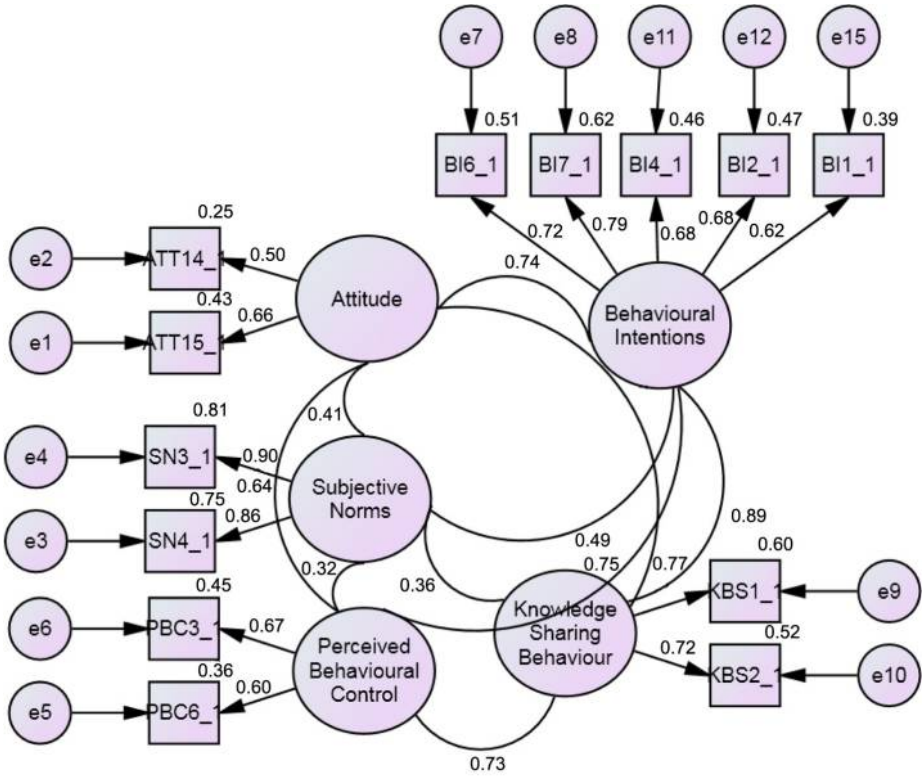 e7
e8
e11
e12
e15
0.51
0.62
0.46
0.47
0.39
BI6_1
BI7_1
BI4_1
BI2_1
BI1_1
0.72
0.79
0.68
0.68
0.62
0.25
e2
ATT14_
0.50
Attitude
0.74
Behavioural
Intentions
0.43
e1
ATT15_
0.66
0.41
0.81
e4
SN3_1
0.90
0.64
Subjective
Norms
0.75
e3
SN4_1
0.86
0.32
0.36
0.49
0.75
0.77
0.89
0.45
e6
PBC3_1
0.67
Perceived
Behavioural
Control
0.36
e5
PBC6_1
0.60
Knowledge
Sharing
Behaviour
0.60
KBS1_1
e9
0.72
0.52
KBS2_1
e10
0.73